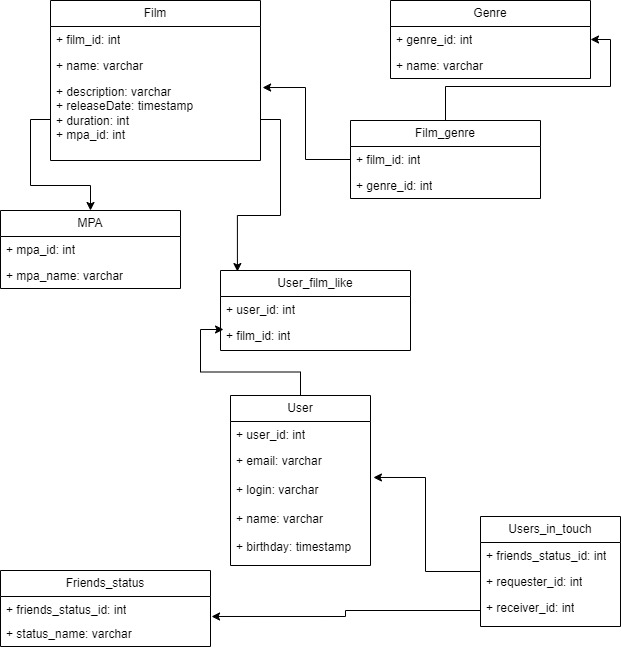 Film
+ film_id: int
+ name: varchar
+ description: varchar
+ releaseDate: timestamp
+ duration: int
+ mpa_id: int
Genre
+ genre_id: int
+ name: varchar
Film_genre
+ film_id: int
+ genre_id: int
MPA
+ mpa_id: int
+ mpa_name: varchar
User_film_like
+ user_id: int
+ film_id: int
User
+ user_id: int
+ email: varchar
+ login: varchar
+ name: varchar
+ birthday: timestamp
Users_in_touch
+ friends_status_id: int
+ requester_id: int
+ receiver_id: int
Friends_status
+ friends_status_id: int
+ status_name: varchar